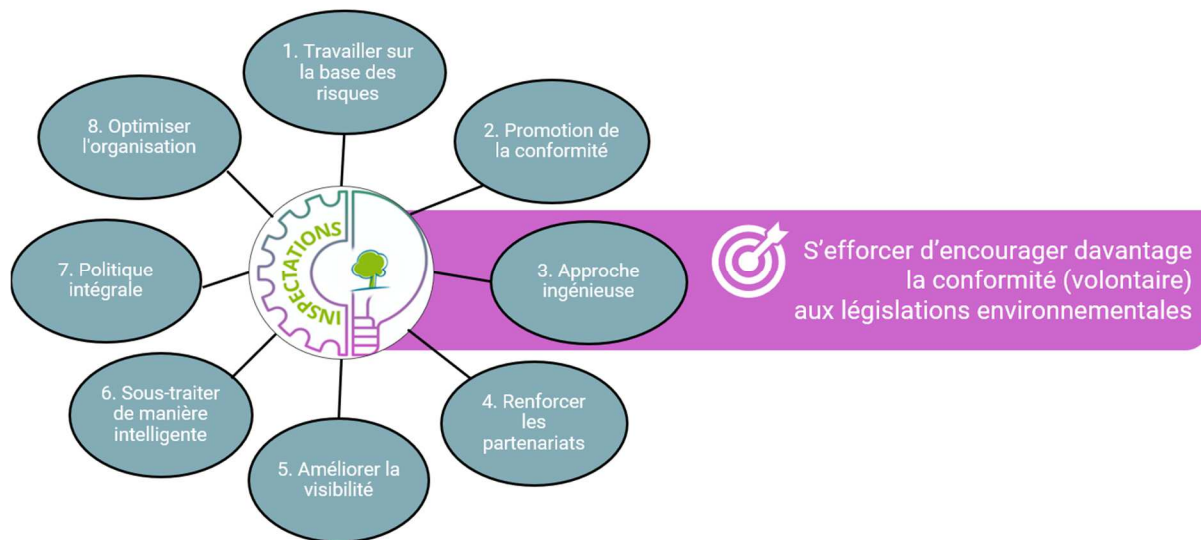 1. Travailler sur
la base des
risques
2. Promotion de
la conformité
3. Approche
ingénieuse
4. Renforcer
les
partenariats
5. Améliorer la
visibilité
6. Sous-traiter
de manière
intelligente
7. Politique
intégrale
8. Optimiser
l'organisation
INSPECTATIONS
S’efforcer d’encourager davantage
la conformité (volontaire)
aux législations environnementales